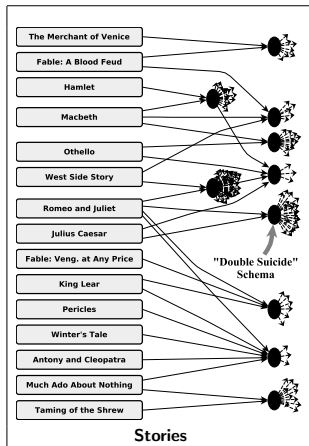 The Merchant of Venice
Fable: A Blood Feud
Hamlet
Macbeth
Othello
West Side Story
Romeo and Juliet
Julius Caesar
"Double Suicide"
Schema
Fable: Veng. at Any Price
King Lear
Pericles
Winter's Tale
Antony and Cleopatra
Much Ado About Nothing
Taming of the Shrew
Stories